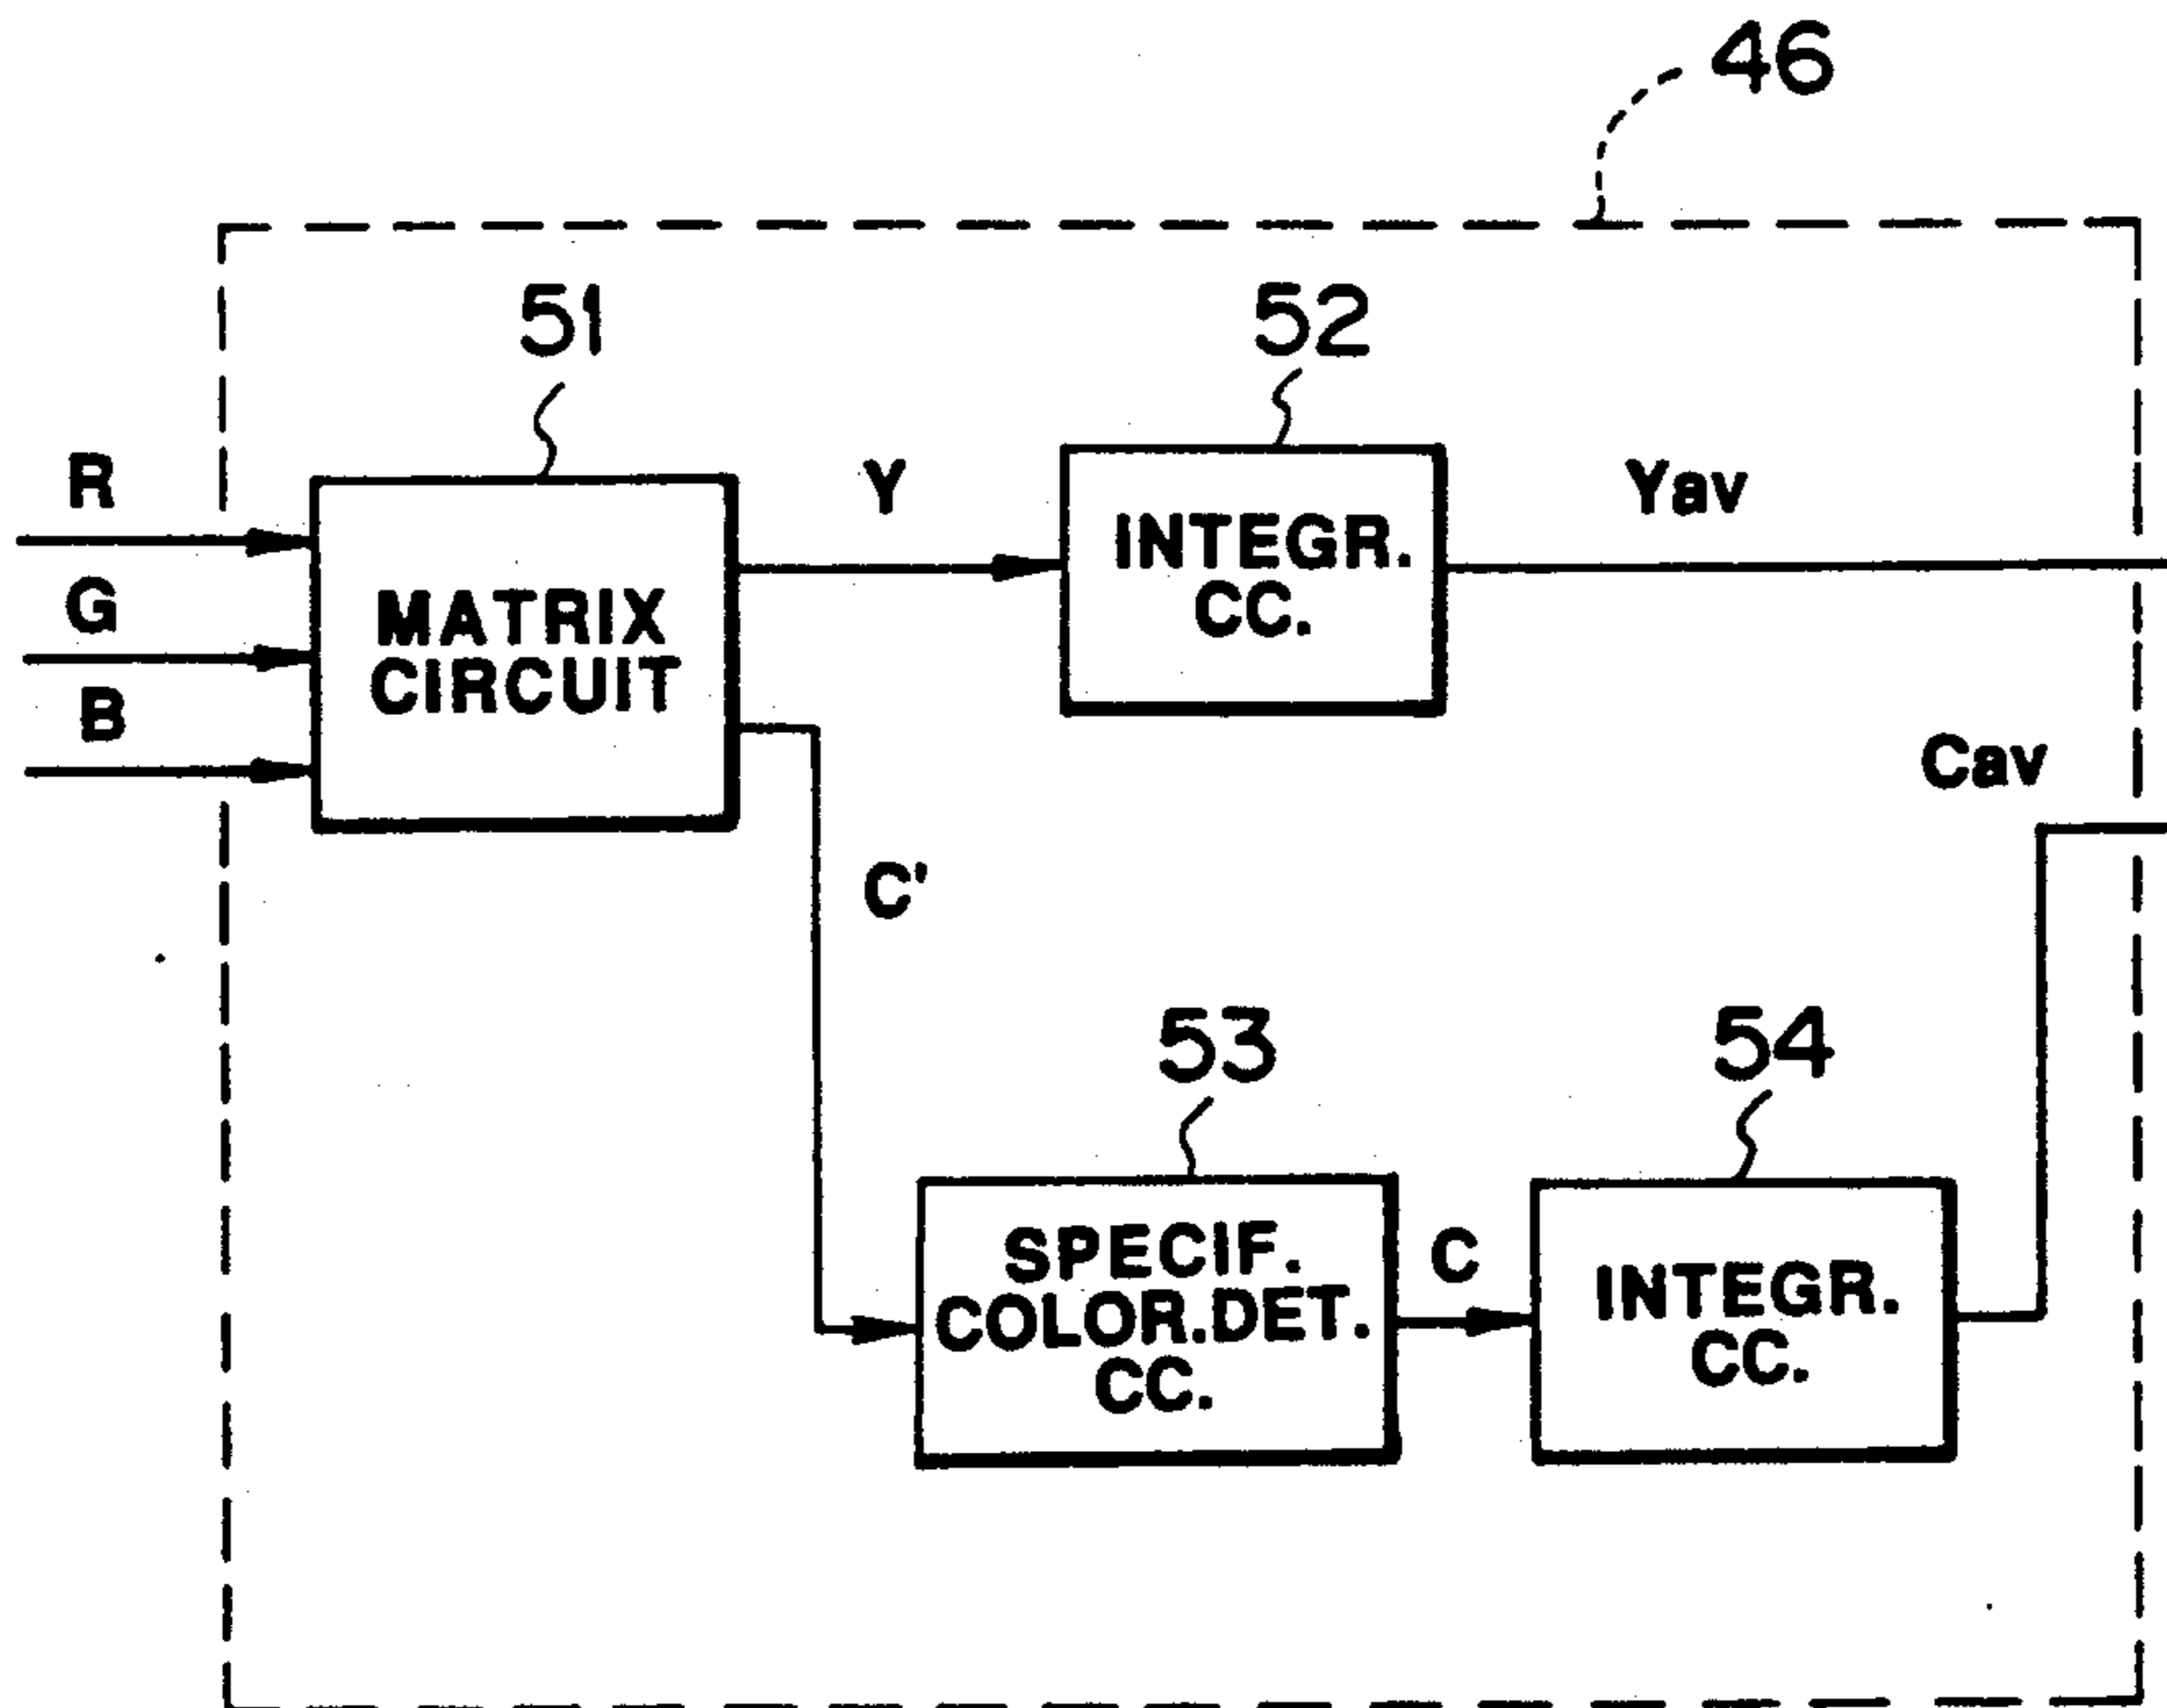 46
51
52
R
Y
Yav
INTEGR.
CC.
G
MATRIX
CIRCUIT
B
Cav
C'
53
54
SPECIF.
COLOR.DET.
CC.
C
INTEGR.
CC.